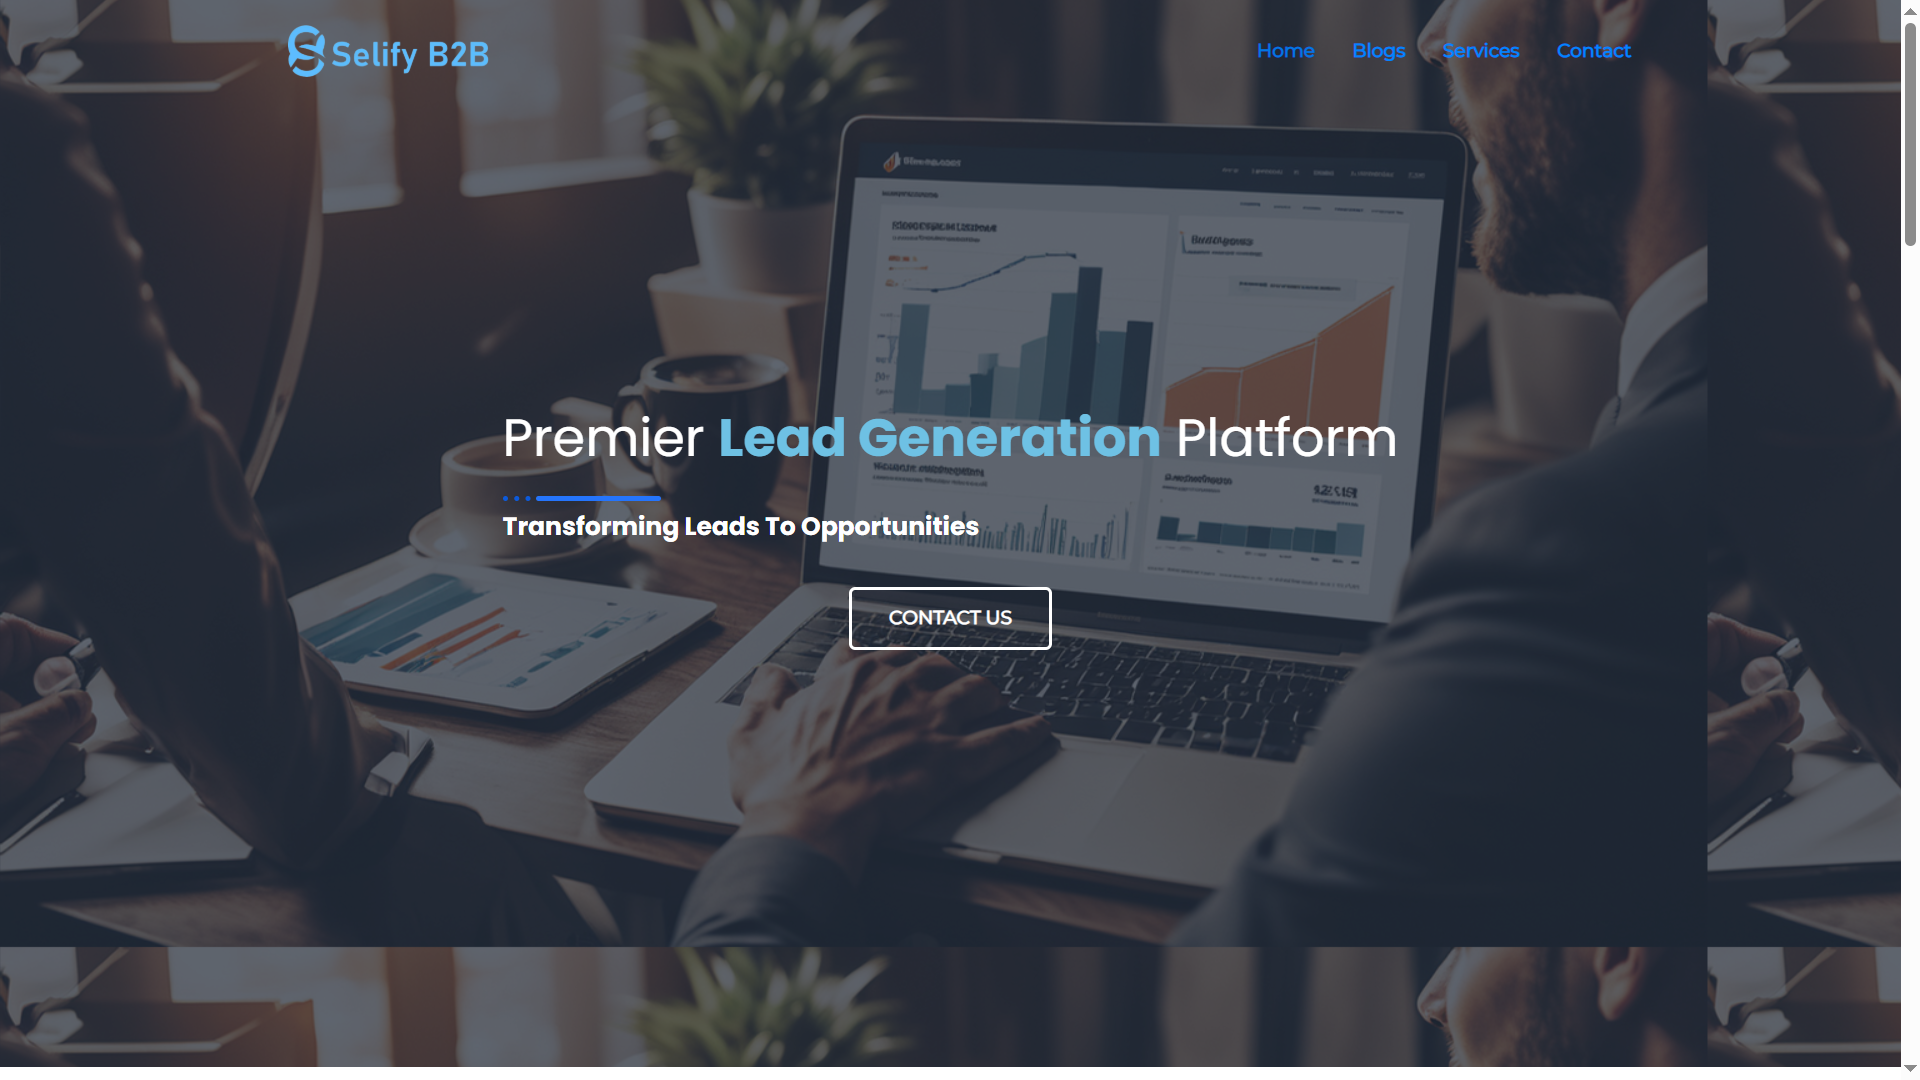 Selify B2B
Home
Blogs
Services
Contact
Premier Lead Generation Platform
Transforming Leads To Opportunities
CONTACT US